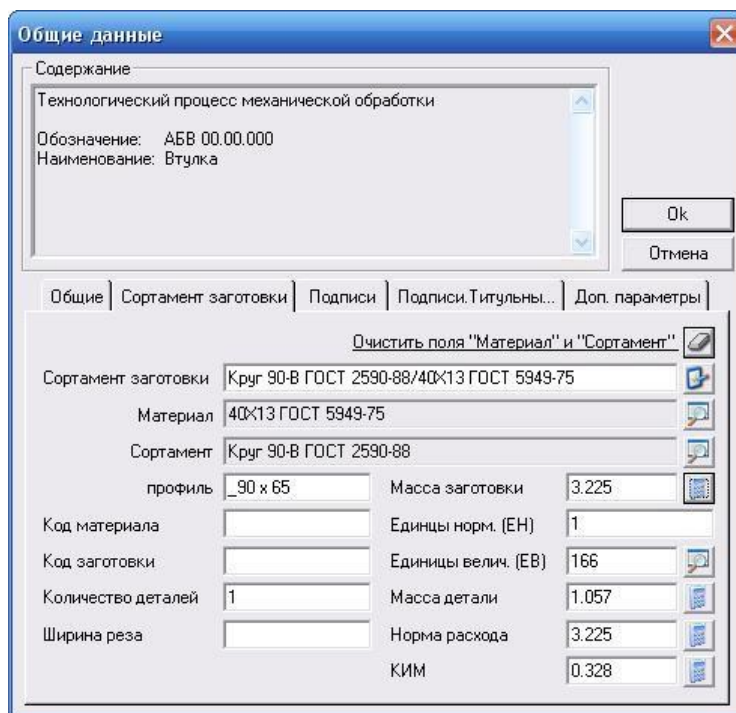 Общие данные
Содержание
Технологический процесс механической обработки
Обозначение: АБВ 00.00.000
Наименование: Втулка
Ok
Отмена
Общие Сортамент заготовки Подписи Подписи.Титульны... Доп. параметры
Очистить поля "Материал" и "Сортамент"
Сортамент заготовки Круг 90-В ГОСТ 2590-88/40Х13 ГОСТ 5949-75
Материал 40Х13 ГОСТ 5949-75
Сортамент Круг 90-В ГОСТ 2590-88
профиль _90 x 65 Масса заготовки 3.225
Код материала Единцы норм. (ЕН) 1
Код заготовки Единицы велич. (ЕВ) 166
Количество деталей 1 Масса детали 1.057
Ширина реза Норма расхода 3.225
КИМ 0.328